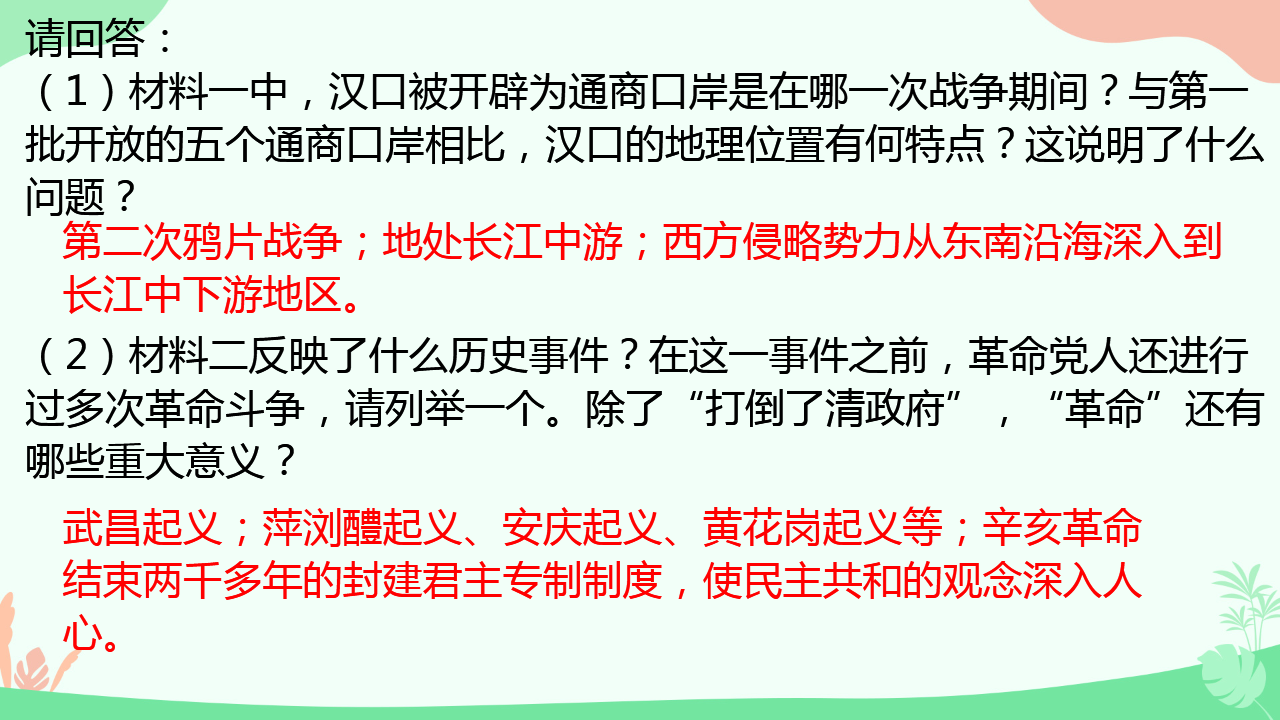 请回答：
（1）材料一中，汉口被开辟为通商口岸是在哪一次战争期间？与第一
批开放的五个通商口岸相比，汉口的地理位置有何特点？这说明了什么
问题？
第二次鸦片战争；地处长江中游；西方侵略势力从东南沿海深入到
长江中下游地区。
（2）材料二反映了什么历史事件？在这一事件之前，革命党人还进行
过多次革命斗争，请列举一个。除了“打倒了清政府”，“革命”还有
哪些重大意义？
武昌起义；萍浏醴起义、安庆起义、黄花岗起义等；辛亥革命
结束两千多年的封建君主专制制度，使民主共和的观念深入人
心。